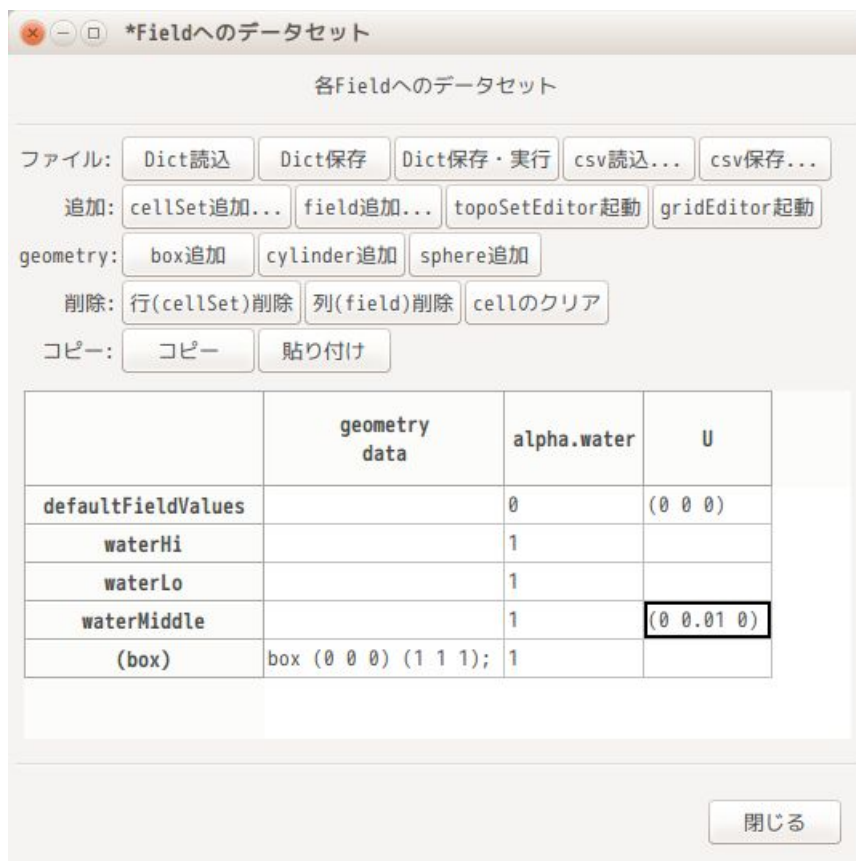 *Fieldへのデータセット
各Fieldへのデータセット
ファイル: Dict読込 Dict保存 Dict保存・実行 csv読込... csv保存...
追加: cellSet追加... field追加... topoSetEditor起動 gridEditor起動
geometry: box追加 cylinder追加 sphere追加
削除: 行(cellSet)削除 列(field)削除 cellのクリア
コピー: コピー 貼り付け
geometry
data alpha.water U
defaultFieldValues 0 (0 0 0)
waterHi 1
waterLo 1
waterMiddle 1 (0 0.01 0)
(box) box (0 0 0) (1 1 1); 1
閉じる